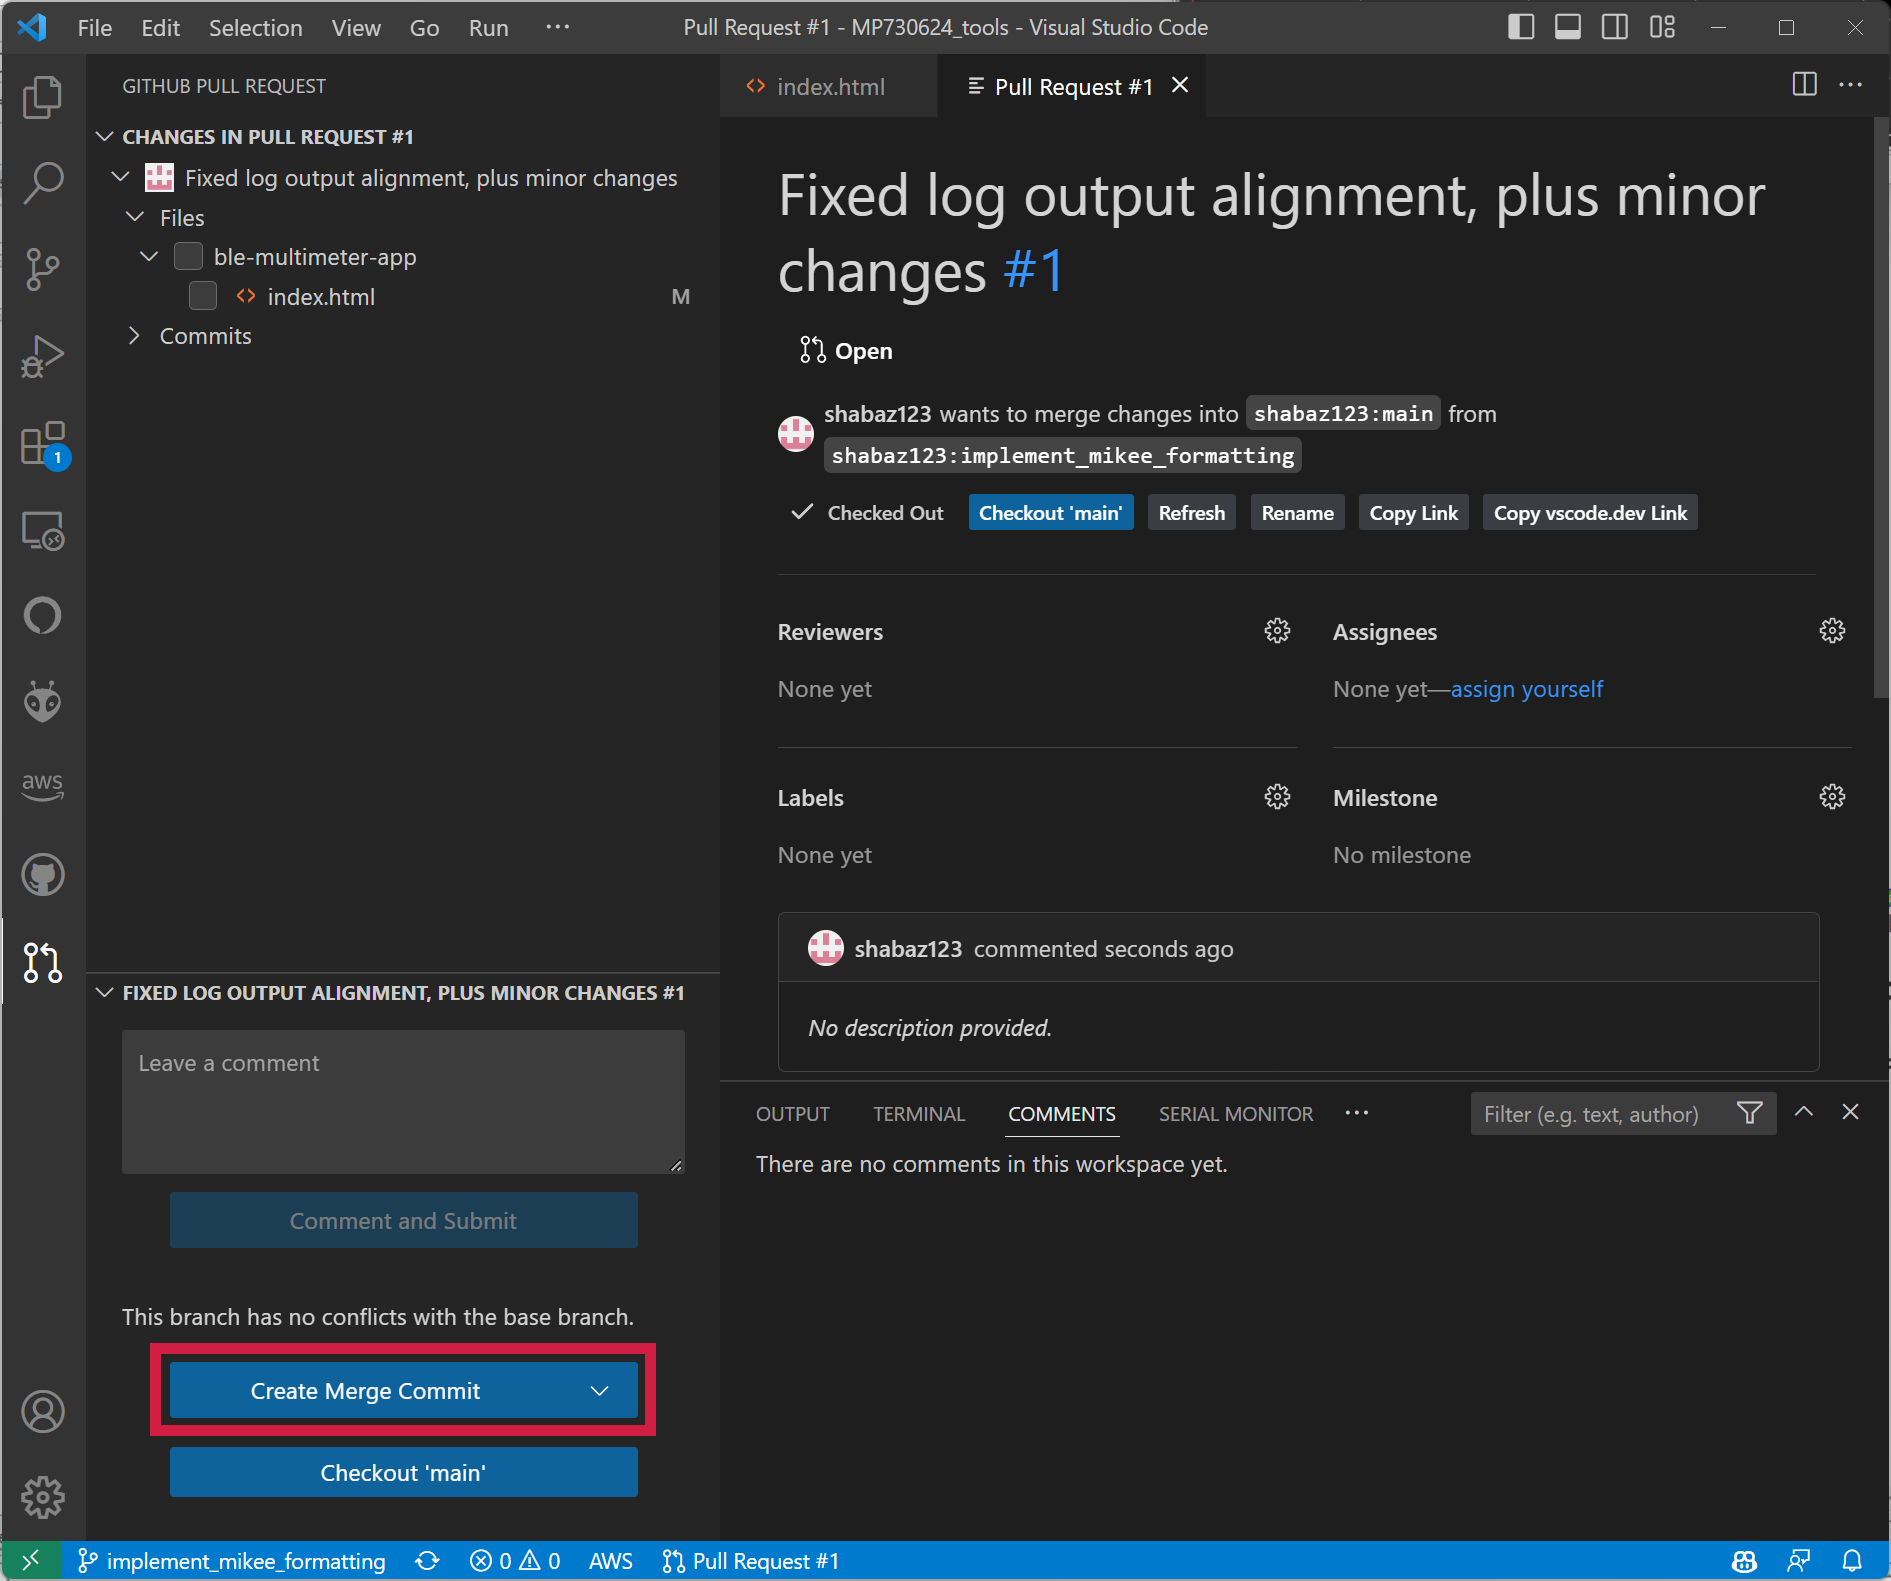 File Edit Selection View Go Run ···
Pull Request #1 - MP730624_tools - Visual Studio Code
GITHUB PULL REQUEST
CHANGES IN PULL REQUEST #1
Fixed log output alignment, plus minor changes
Files
ble-multimeter-app
index.html M
Commits
1
aws
FIXED LOG OUTPUT ALIGNMENT, PLUS MINOR CHANGES #1
Leave a comment
Comment and Submit
This branch has no conflicts with the base branch.
Create Merge Commit
Checkout 'main'
index.html
Pull Request #1
Fixed log output alignment, plus minor
changes #1
Open
shabaz123 wants to merge changes into shabaz123:main from
shabaz123:implement_mikee_formatting
Checked Out Checkout 'main' Refresh Rename Copy Link Copy vscode.dev Link
Reviewers
None yet
Assignees
None yet—assign yourself
Labels
None yet
Milestone
No milestone
shabaz123 commented seconds ago
No description provided.
OUTPUT TERMINAL COMMENTS SERIAL MONITOR ···
Filter (e.g. text, author)
There are no comments in this workspace yet.
implement_mikee_formatting 0 0 AWS Pull Request #1